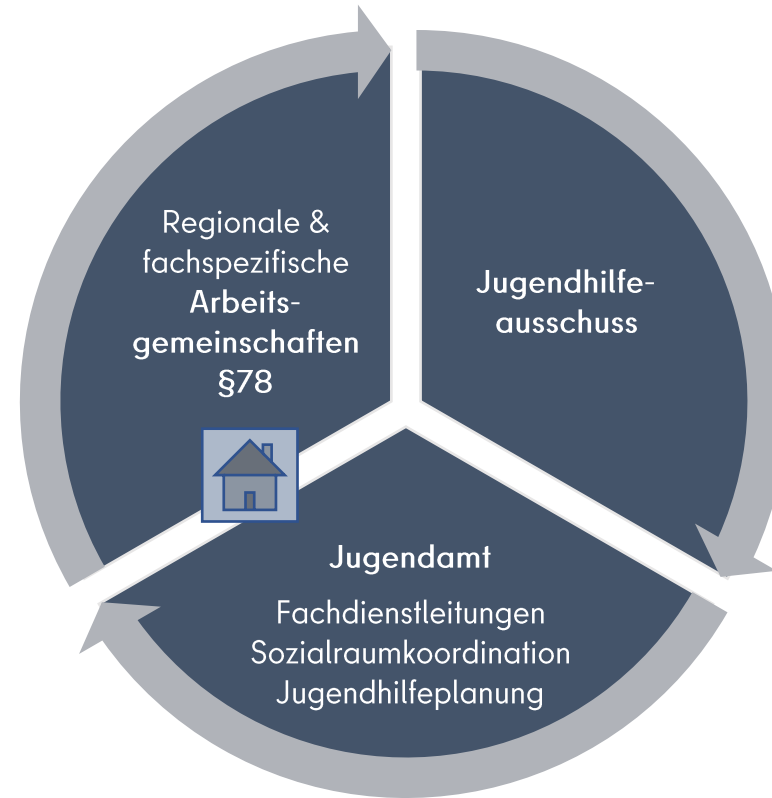 Regionale &
fachspezifische
Arbeits-
gemeinschaften
§78
Jugendhilfe-
ausschuss
Jugendamt
Fachdienstleitungen
Sozialraumkoordination
Jugendhilfeplanung